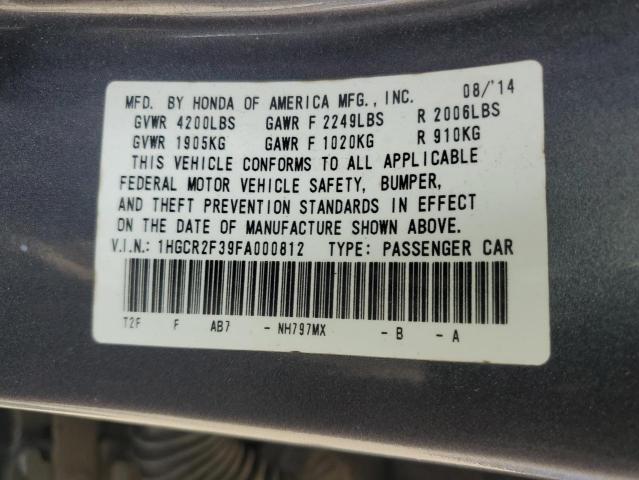 MFD. BY HONDA OF AMERICA MFG., INC. 08/'14
GVWR 4200LBS GAWR F 2249LBS R 2006LBS
GVWR 1905KG GAWR F 1020KG R 910KG
THIS VEHICLE CONFORMS TO ALL APPLICABLE
FEDERAL MOTOR VEHICLE SAFETY, BUMPER,
AND THEFT PREVENTION STANDARDS IN EFFECT
ON THE DATE OF MANUFACTURE SHOWN ABOVE.
V.I.N.: 1HGCR2F39FA000812 TYPE: PASSENGER CAR
T2F F AB7 - NH797MX - B - A